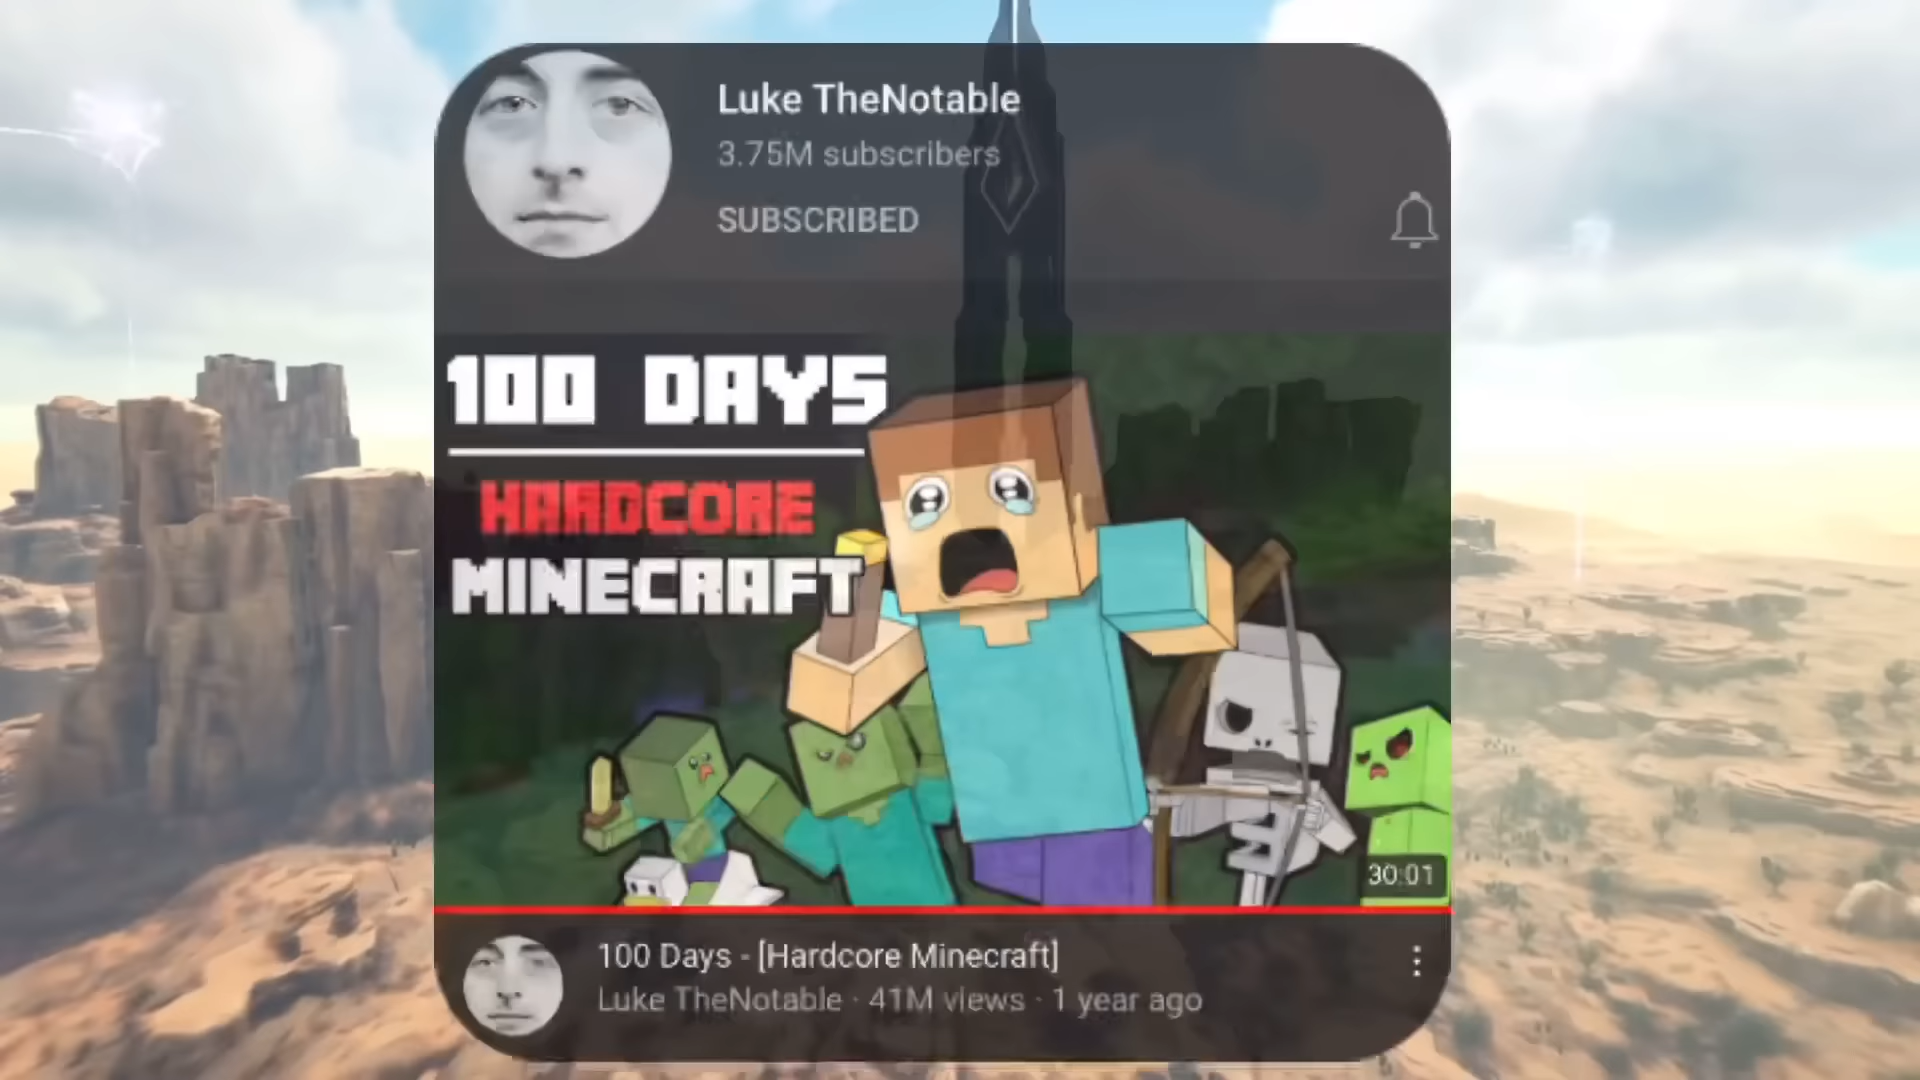 Luke TheNotable
3.75M subscribers
SUBSCRIBED
100 DAYS
HARDCORE
MINECRAFT
30:01
100 Days - [Hardcore Minecraft]
Luke TheNotable · 41M views · 1 year ago